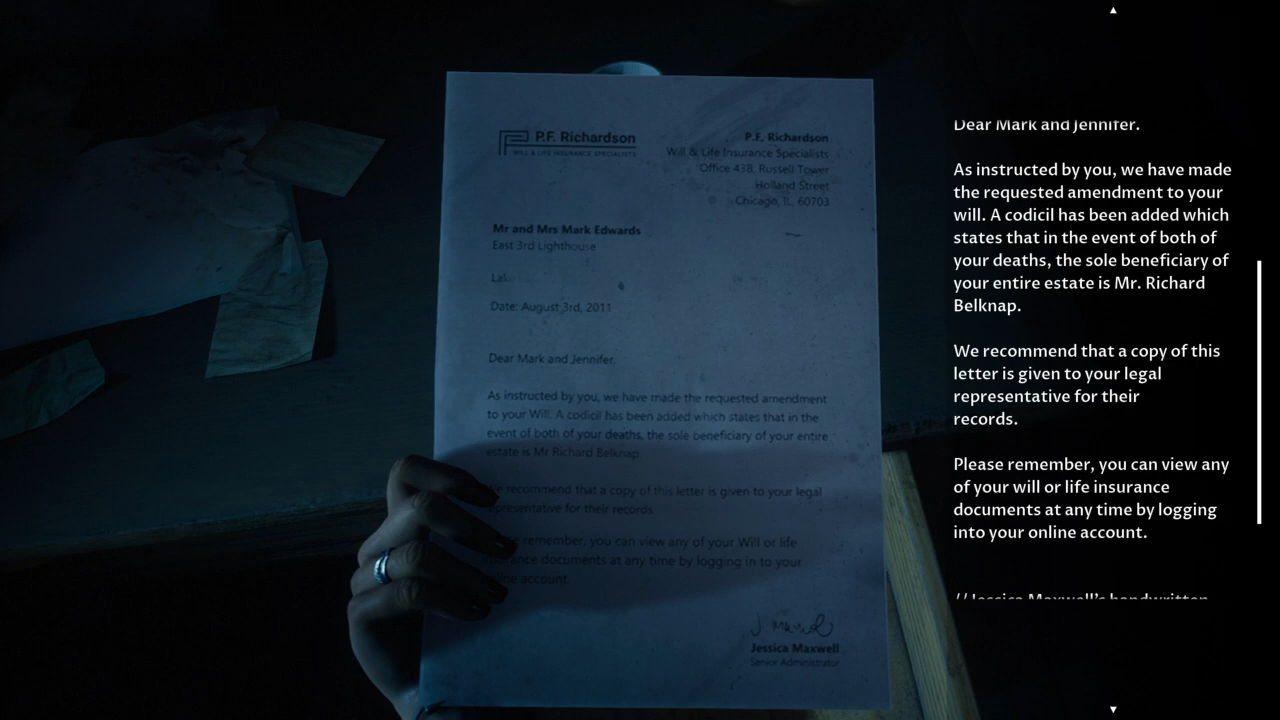 P.F. Richardson
WILL & LIFE INSURANCE SPECIALISTS
P.F. Richardson
Will & Life Insurance Specialists
Office 438, Russell Tower
Holland Street
Chicago, IL, 60703
Mr and Mrs Mark Edwards
East 3rd Lighthouse
Date: August 3rd, 2011
Dear Mark and Jennifer,
As instructed by you, we have made the requested amendment
to your Will. A codicil has been added which states that in the
event of both of your deaths, the sole beneficiary of your entire
estate is Mr Richard Belknap.
recommend that a copy of this letter is given to your legal
for their records.
remember, you can view any of your Will or life
documents at any time by logging in to your
account.
Jessica Maxwell
Senior Administrator
Dear Mark and Jennifer.
As instructed by you, we have made
the requested amendment to your
will. A codicil has been added which
states that in the event of both of
your deaths, the sole beneficiary of
your entire estate is Mr. Richard
Belknap.
We recommend that a copy of this
letter is given to your legal
representative for their
records.
Please remember, you can view any
of your will or life insurance
documents at any time by logging
into your online account.
// Jessica Maxwell's handwritten